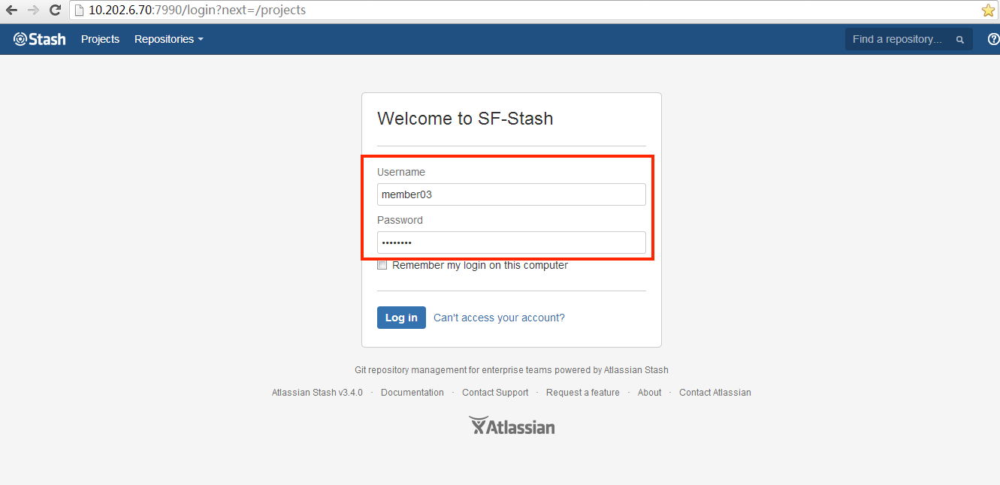 10.202.6.70:7990/login?next=/projects
Stash Projects Repositories Find a repository...
Welcome to SF-Stash
Username
member03
Password
••••••••
Remember my login on this computer
Log in Can't access your account?
Git repository management for enterprise teams powered by Atlassian Stash
Atlassian Stash v3.4.0 · Documentation · Contact Support · Request a feature · About · Contact Atlassian
Atlassian